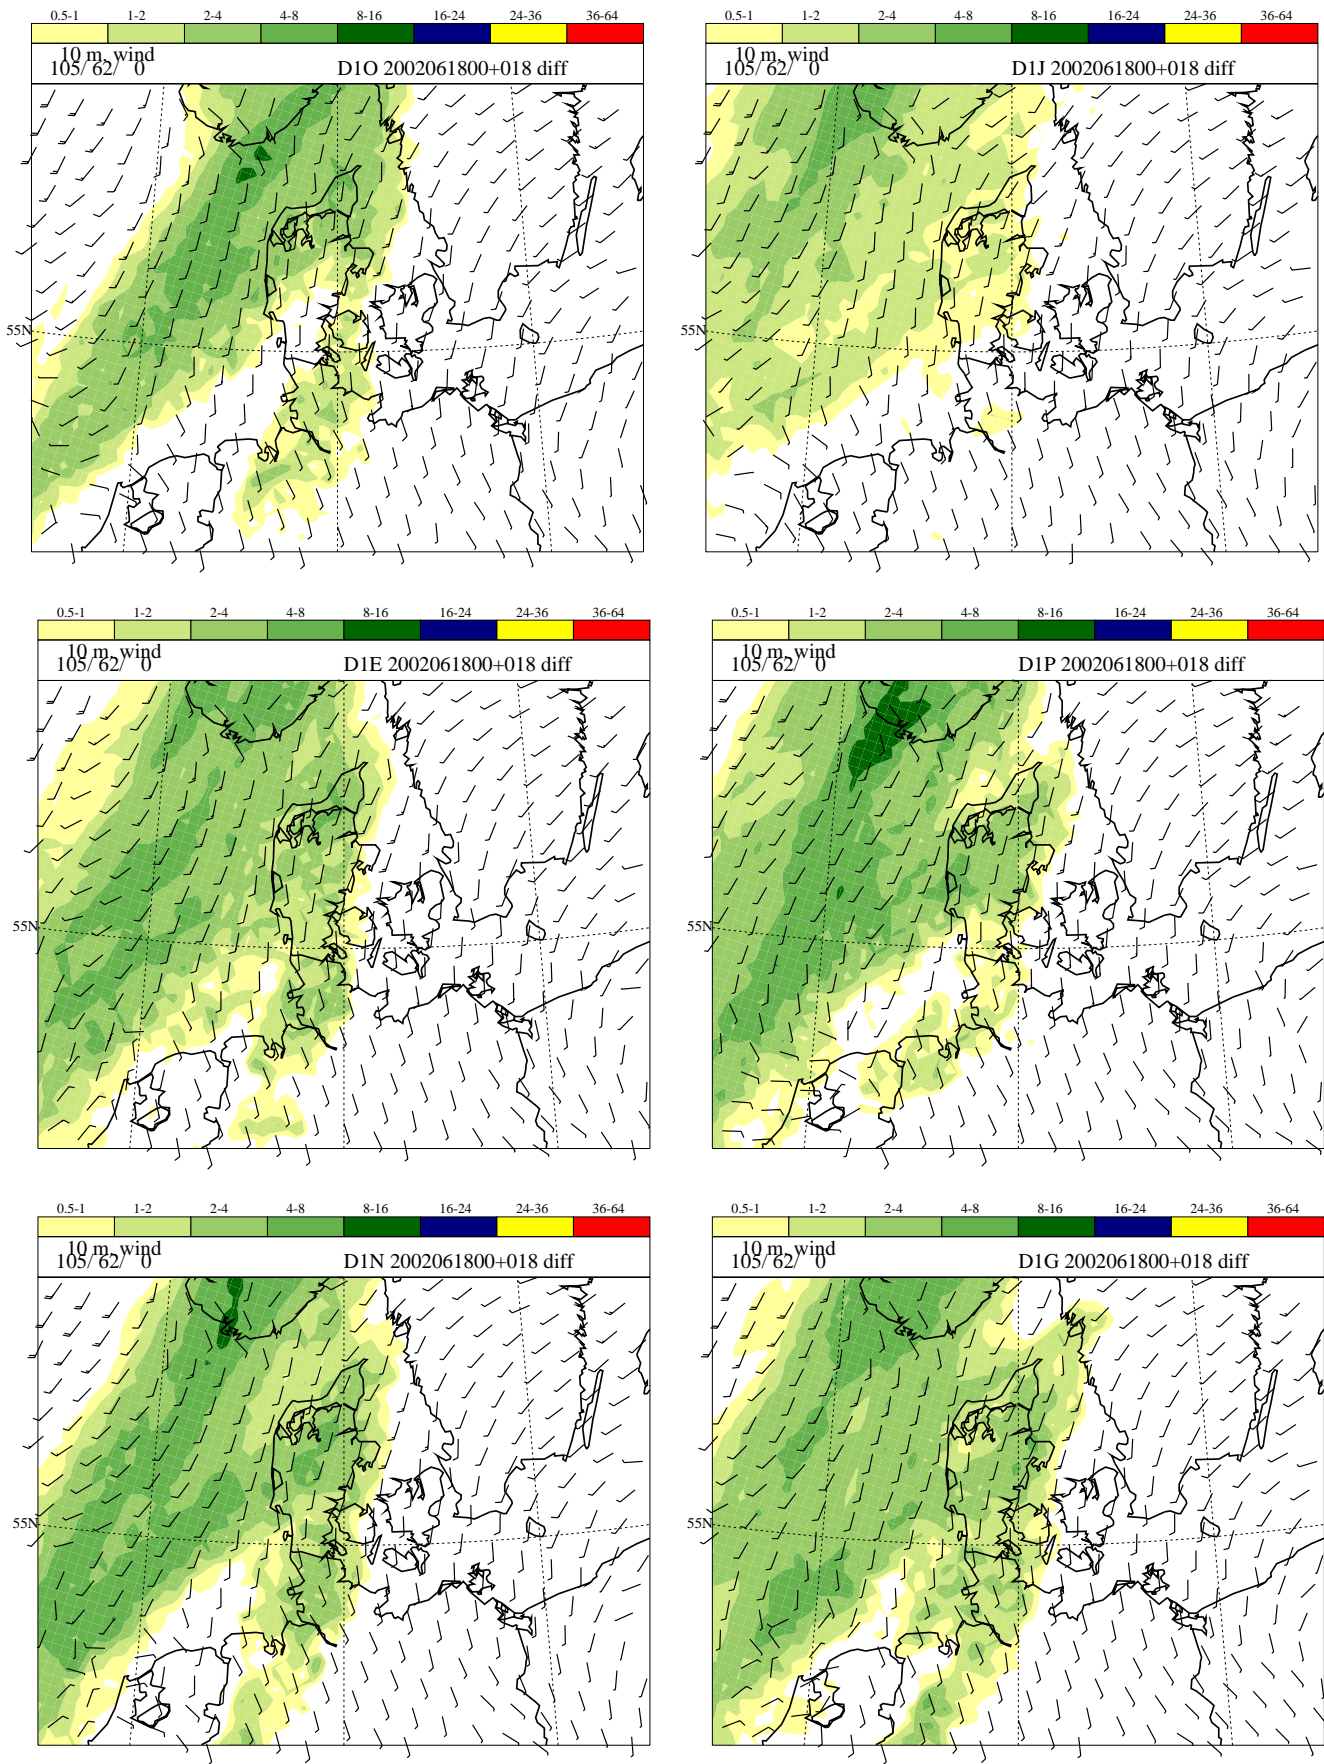 0.5-1 1-2 2-4 4-8 8-16 16-24 24-36 36-64
10 m, wind
105/ 62/ 0 D1O 2002061800+018 diff
55N
0.5-1 1-2 2-4 4-8 8-16 16-24 24-36 36-64
10 m, wind
105/ 62/ 0 D1J 2002061800+018 diff
55N
0.5-1 1-2 2-4 4-8 8-16 16-24 24-36 36-64
10 m, wind
105/ 62/ 0 D1E 2002061800+018 diff
55N
0.5-1 1-2 2-4 4-8 8-16 16-24 24-36 36-64
10 m, wind
105/ 62/ 0 D1P 2002061800+018 diff
55N
0.5-1 1-2 2-4 4-8 8-16 16-24 24-36 36-64
10 m, wind
105/ 62/ 0 D1N 2002061800+018 diff
55N
0.5-1 1-2 2-4 4-8 8-16 16-24 24-36 36-64
10 m, wind
105/ 62/ 0 D1G 2002061800+018 diff
55N